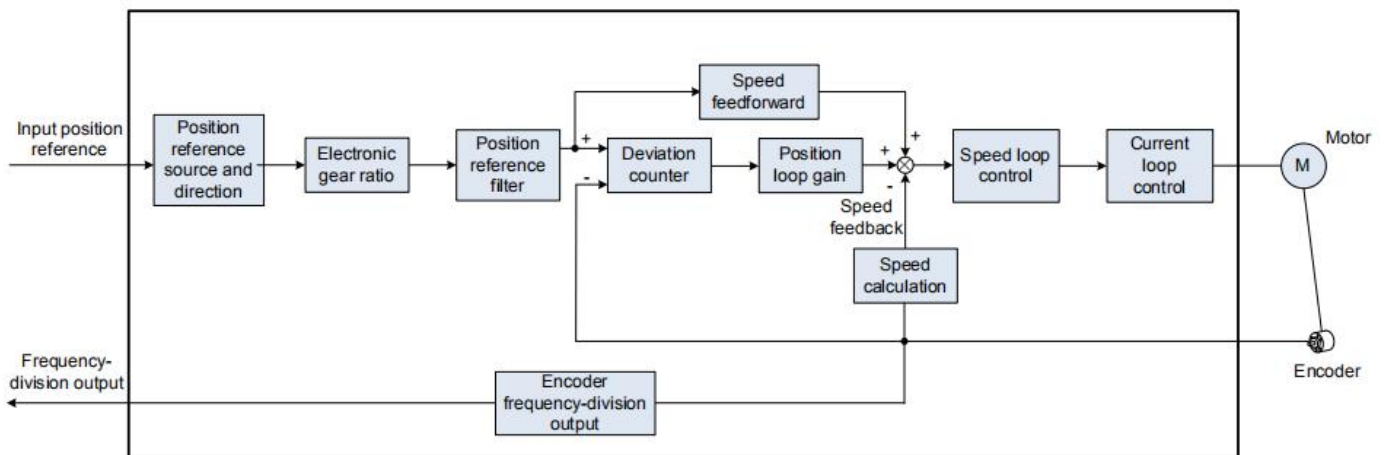 Speed
feedforward
Input position
reference
Position
reference
source and
direction
Electronic
gear ratio
Position
reference
filter
+
-
Deviation
counter
Position
loop gain
+
+
-
Speed
feedback
Speed loop
control
Current
loop
control
Motor
M
Speed
calculation
Frequency-
division output
Encoder
frequency-division
output
Encoder